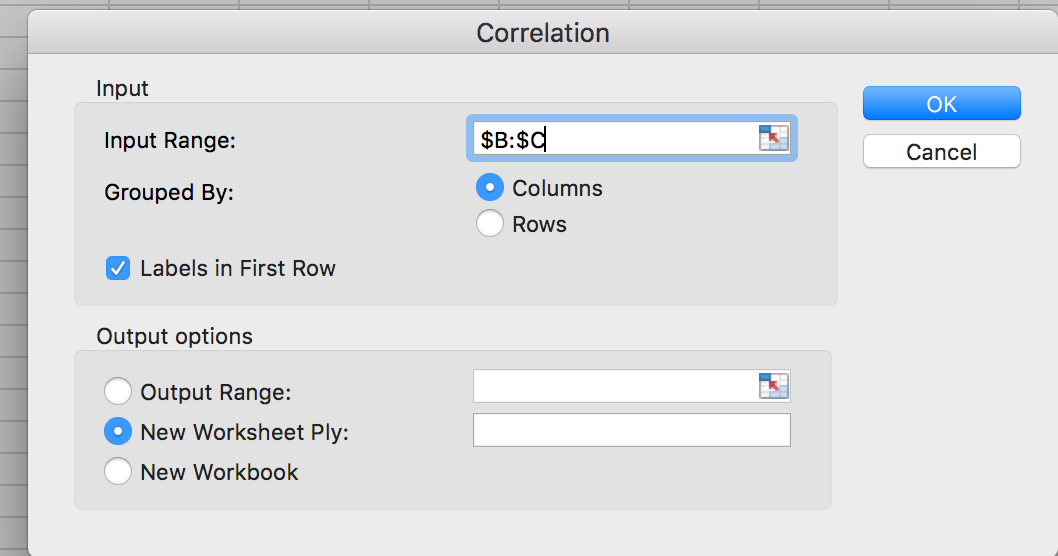 Correlation
Input
Input Range: $B:$C
Grouped By: Columns
Rows
Labels in First Row
OK
Cancel
Output options
Output Range:
New Worksheet Ply:
New Workbook